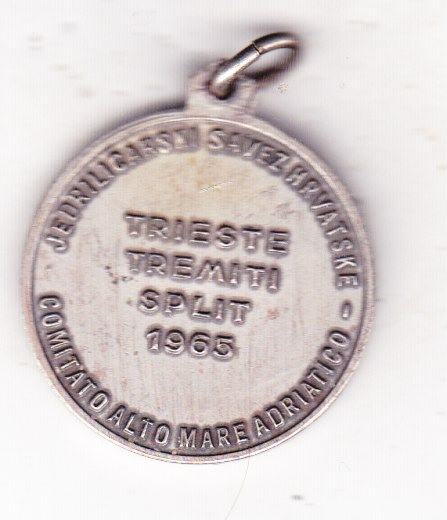 JEDRILIČARSKI SAVEZ HRVATSKE -
TRIESTE
TREMITI
SPLIT
1965
COMITATO ALTO MARE ADRIATICO